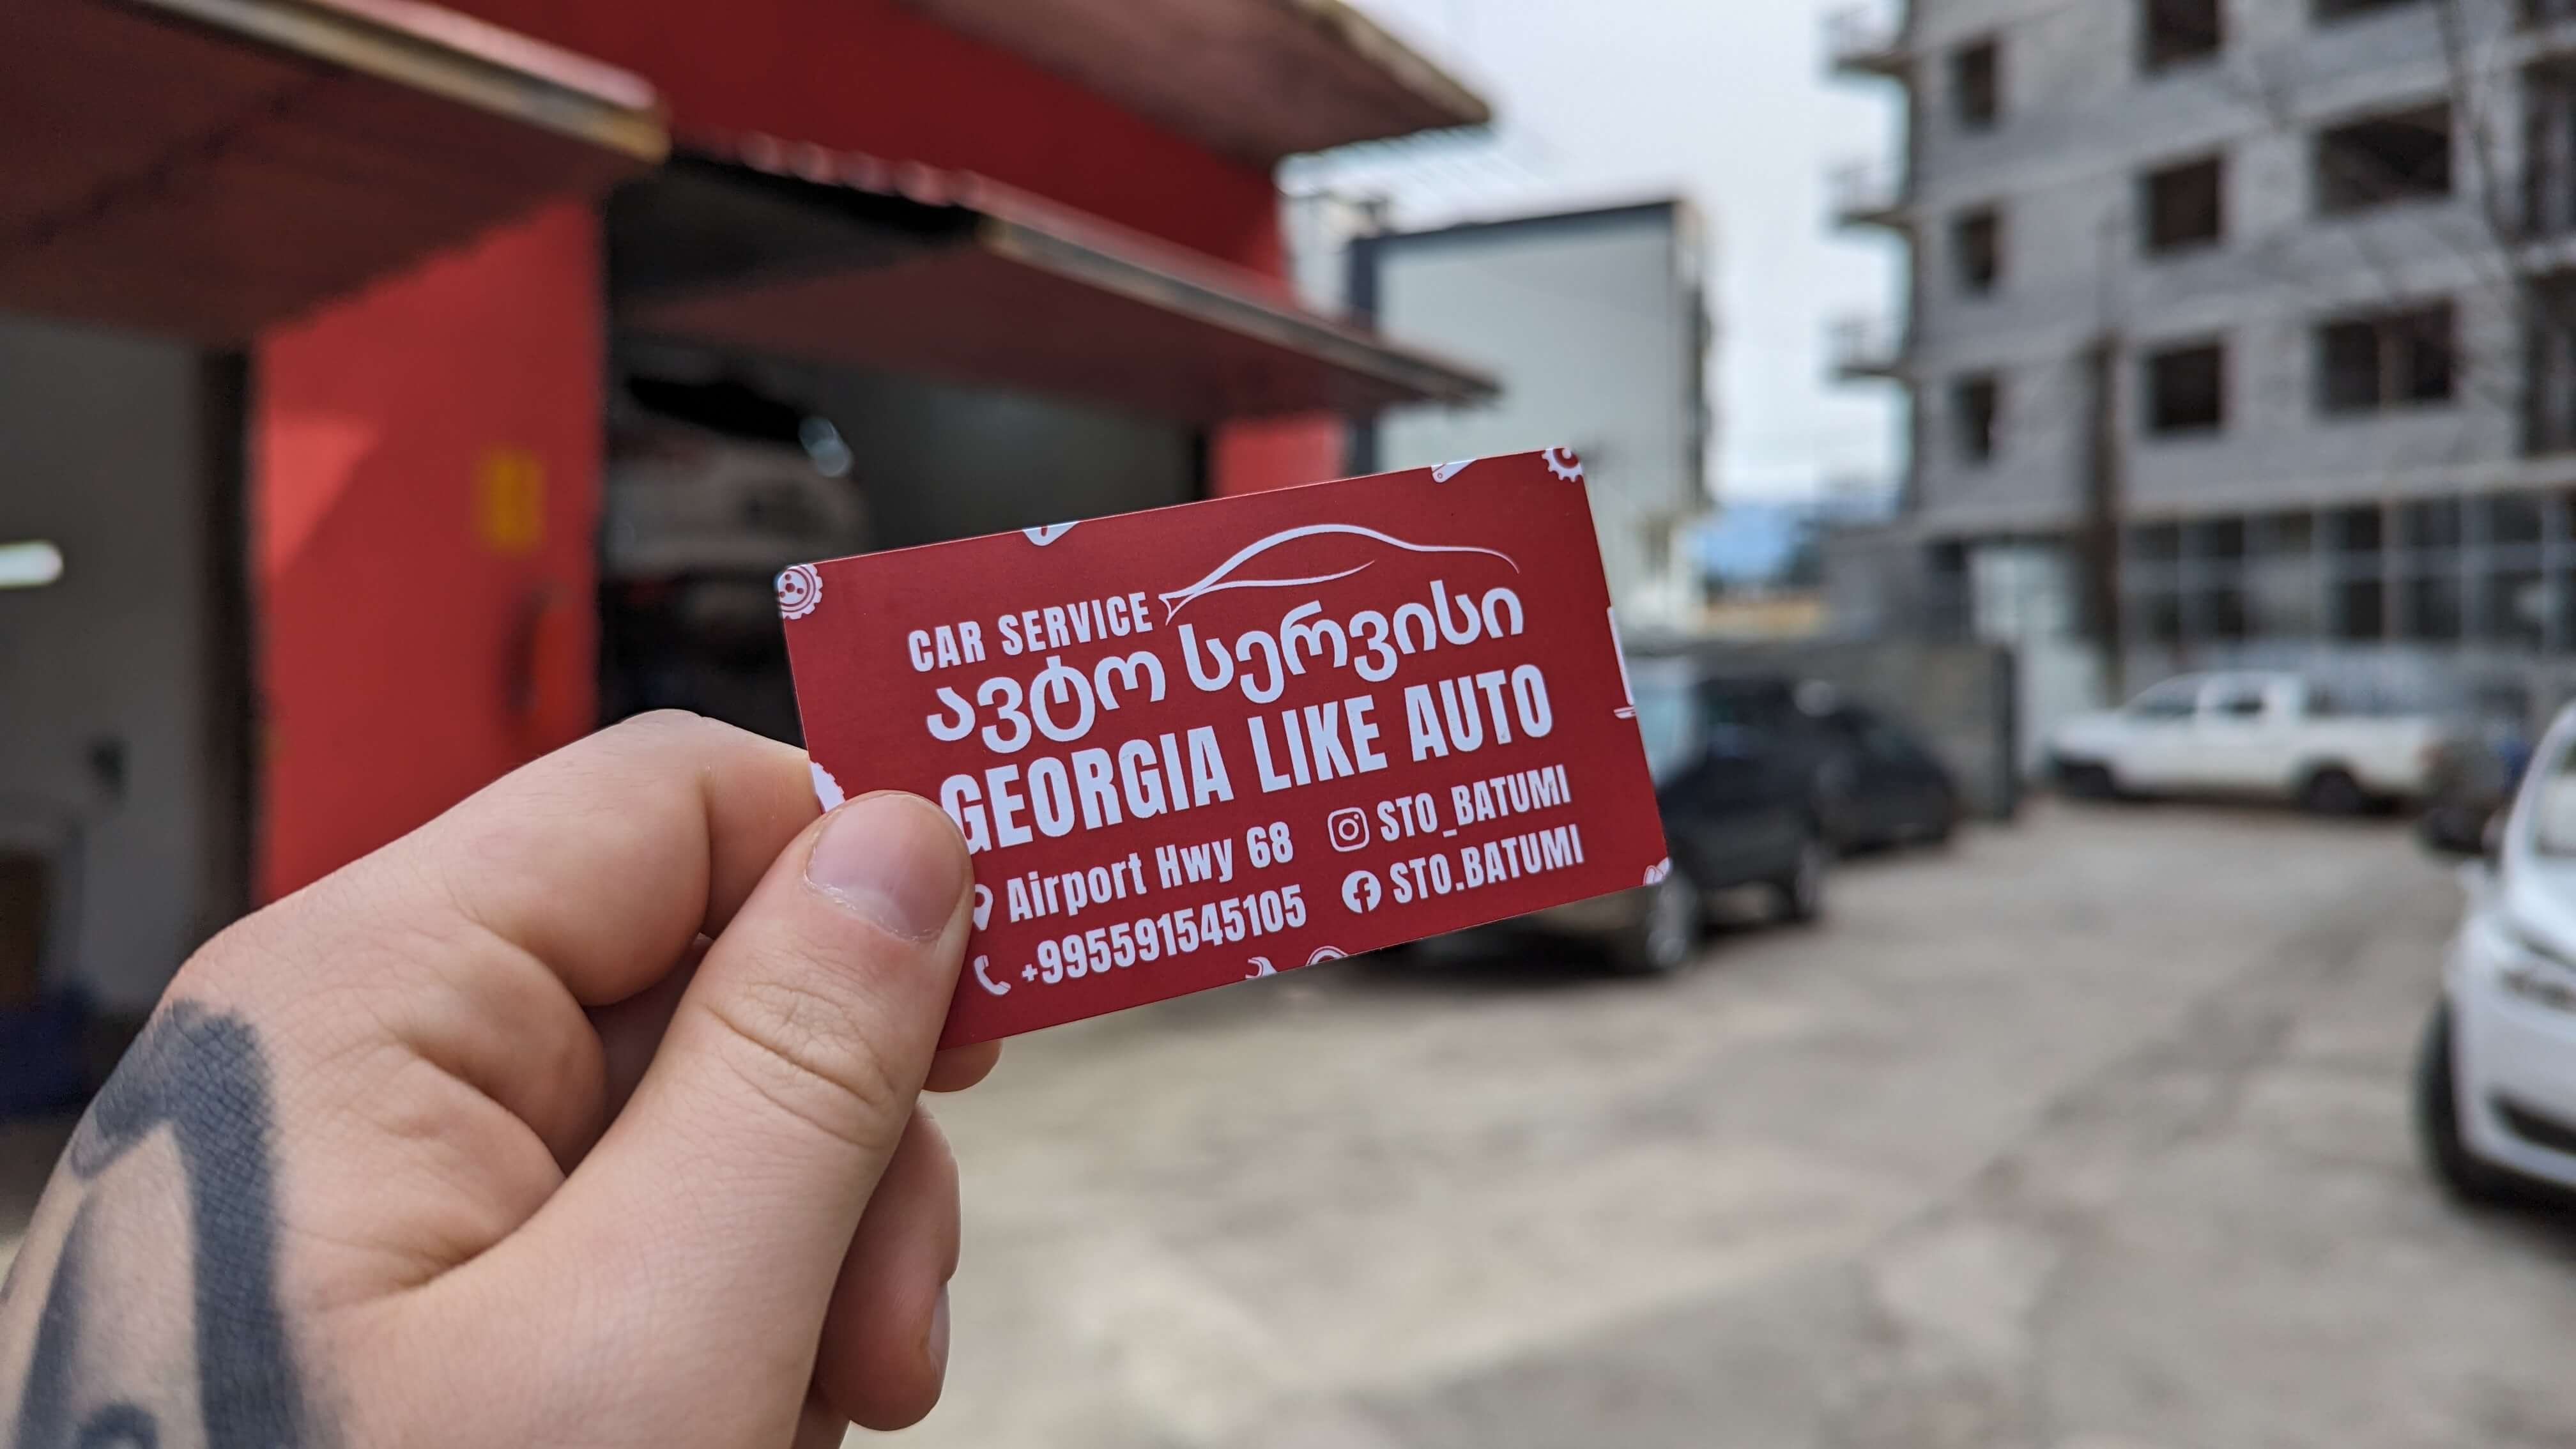 CAR SERVICE
ავტო სერვისი
GEORGIA LIKE AUTO
Airport Hwy 68
+995591545105
STO_BATUMI
STO.BATUMI